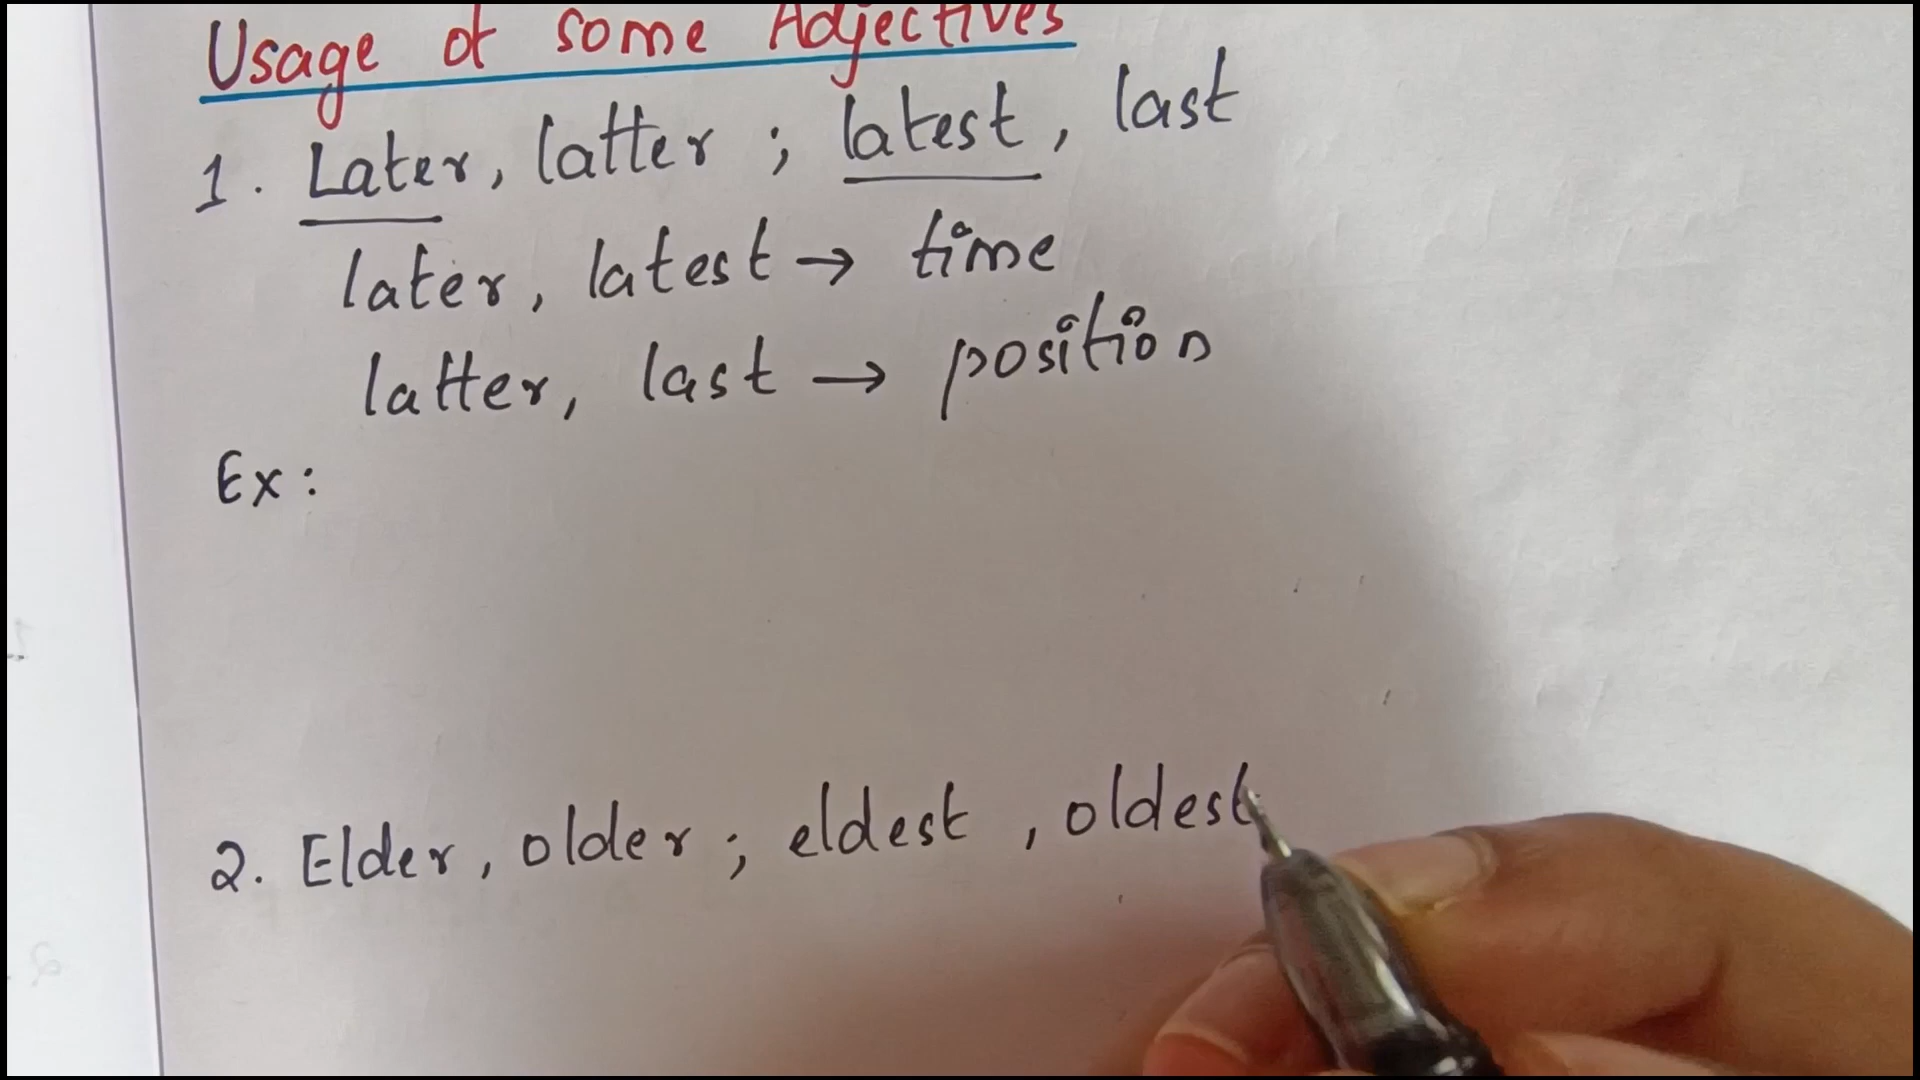 Usage of some Adjectives
1. Later, latter ; latest, last
later, latest → time
latter, last → position
Ex :
2. Elder, older ; eldest , oldest